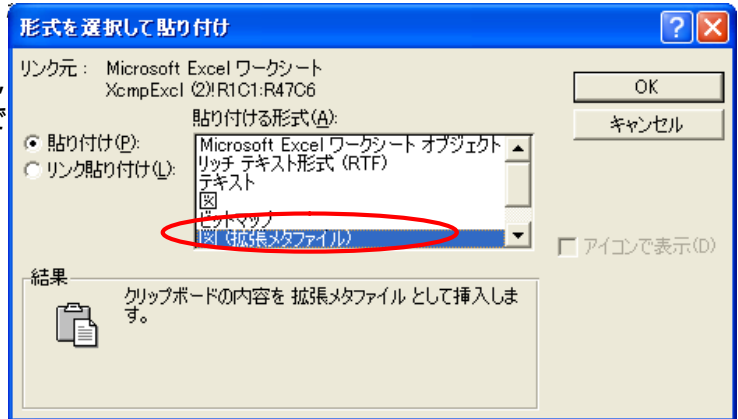 形式を選択して貼り付け
リンク元： Microsoft Excel ワークシート
XcmpExcl (2)!R1C1:R47C6
OK
キャンセル
貼り付ける形式(A):
貼り付け(P):
リンク貼り付け(L):
Microsoft Excel ワークシート オブジェクト
リッチ テキスト形式 (RTF)
テキスト
図
ビットマップ
図 (拡張メタファイル)
アイコンで表示(D)
結果
クリップボードの内容を 拡張メタファイル として挿入しま
す。